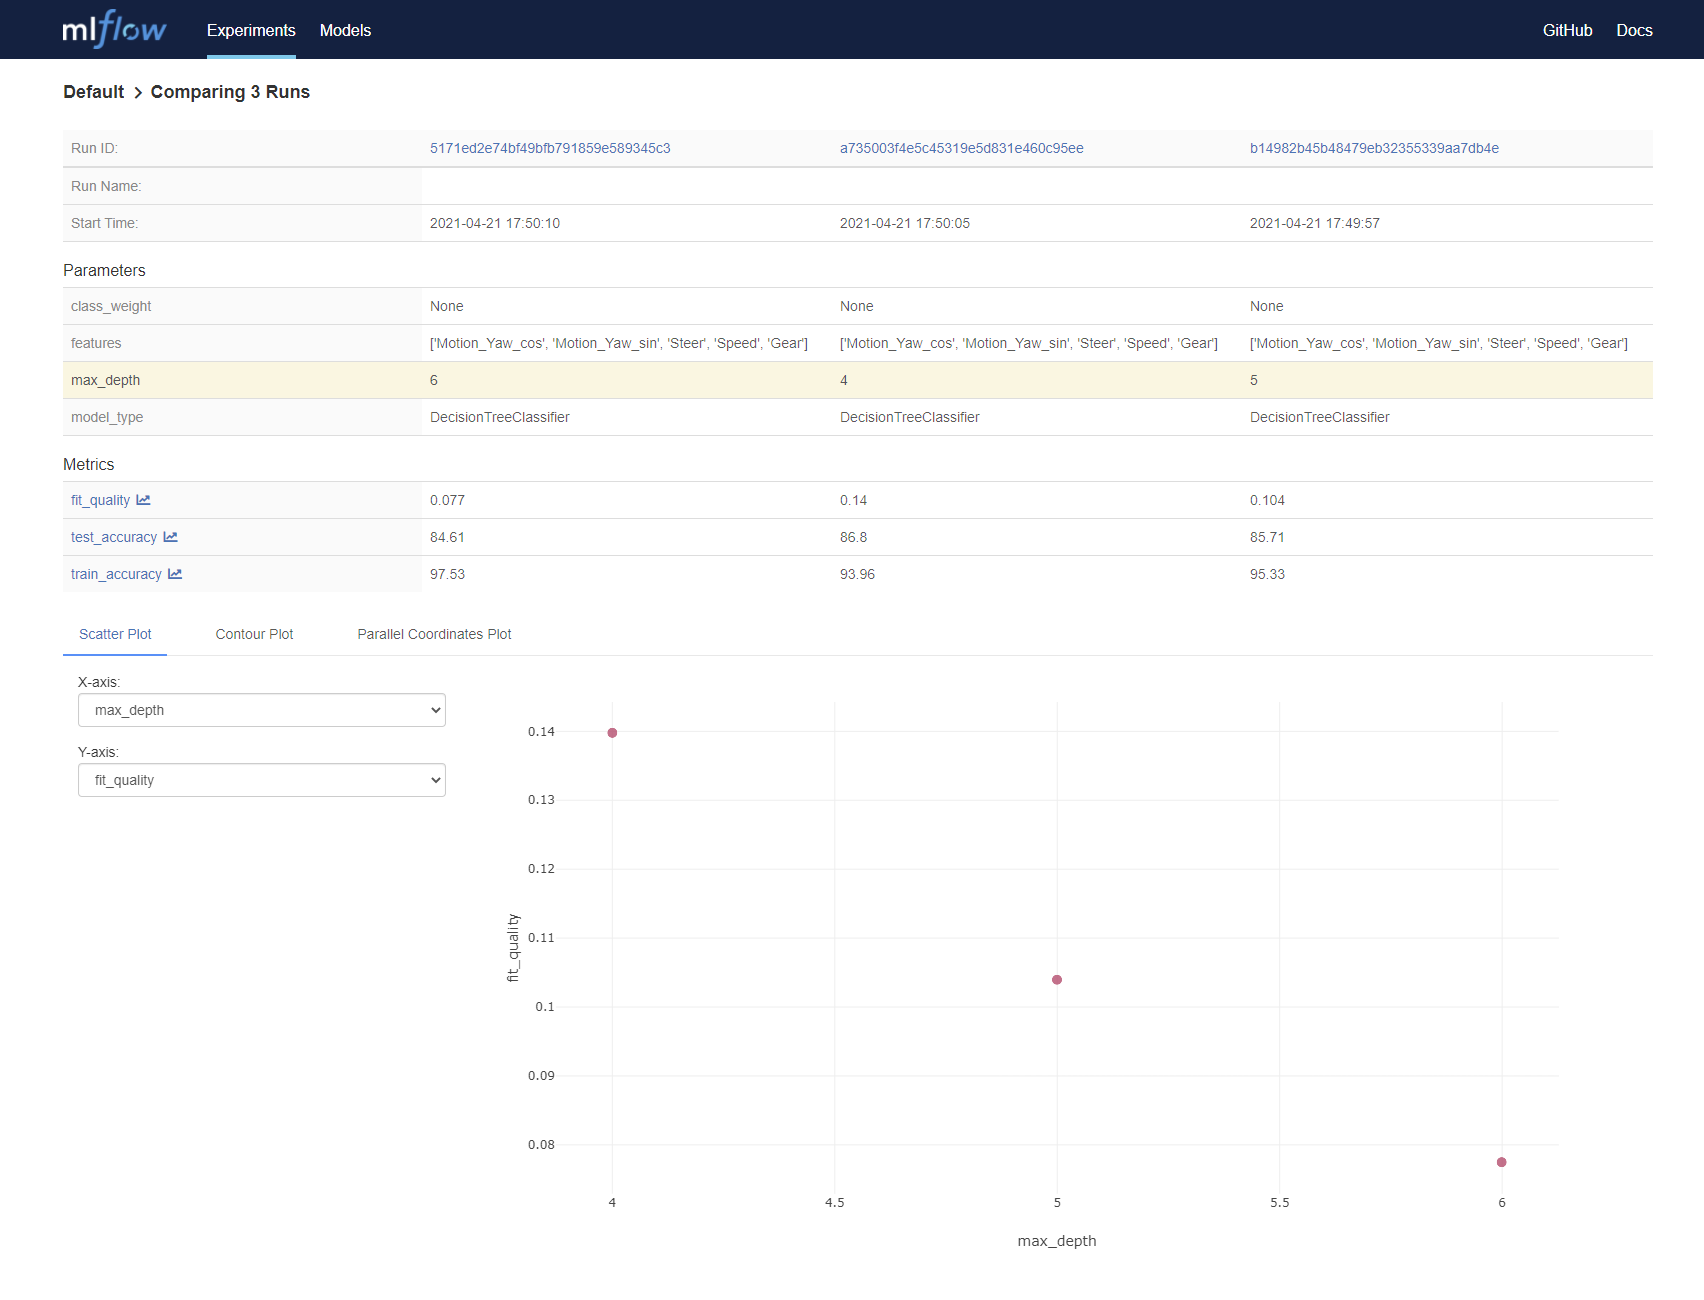 mlflow Experiments Models GitHub Docs
Default > Comparing 3 Runs
Run ID: 5171ed2e74bf49bfb791859e589345c3 a735003f4e5c45319e5d831e460c95ee b14982b45b48479eb32355339aa7db4e
Run Name:
Start Time: 2021-04-21 17:50:10 2021-04-21 17:50:05 2021-04-21 17:49:57
Parameters
class_weight None None None
features ['Motion_Yaw_cos', 'Motion_Yaw_sin', 'Steer', 'Speed', 'Gear'] ['Motion_Yaw_cos', 'Motion_Yaw_sin', 'Steer', 'Speed', 'Gear'] ['Motion_Yaw_cos', 'Motion_Yaw_sin', 'Steer', 'Speed', 'Gear']
max_depth 6 4 5
model_type DecisionTreeClassifier DecisionTreeClassifier DecisionTreeClassifier
Metrics
fit_quality 0.077 0.14 0.104
test_accuracy 84.61 86.8 85.71
train_accuracy 97.53 93.96 95.33
Scatter Plot Contour Plot Parallel Coordinates Plot
X-axis:
max_depth
Y-axis:
fit_quality
0.14
0.13
0.12
0.11
0.1
0.09
0.08
fit_quality
4 4.5 5 5.5 6
max_depth